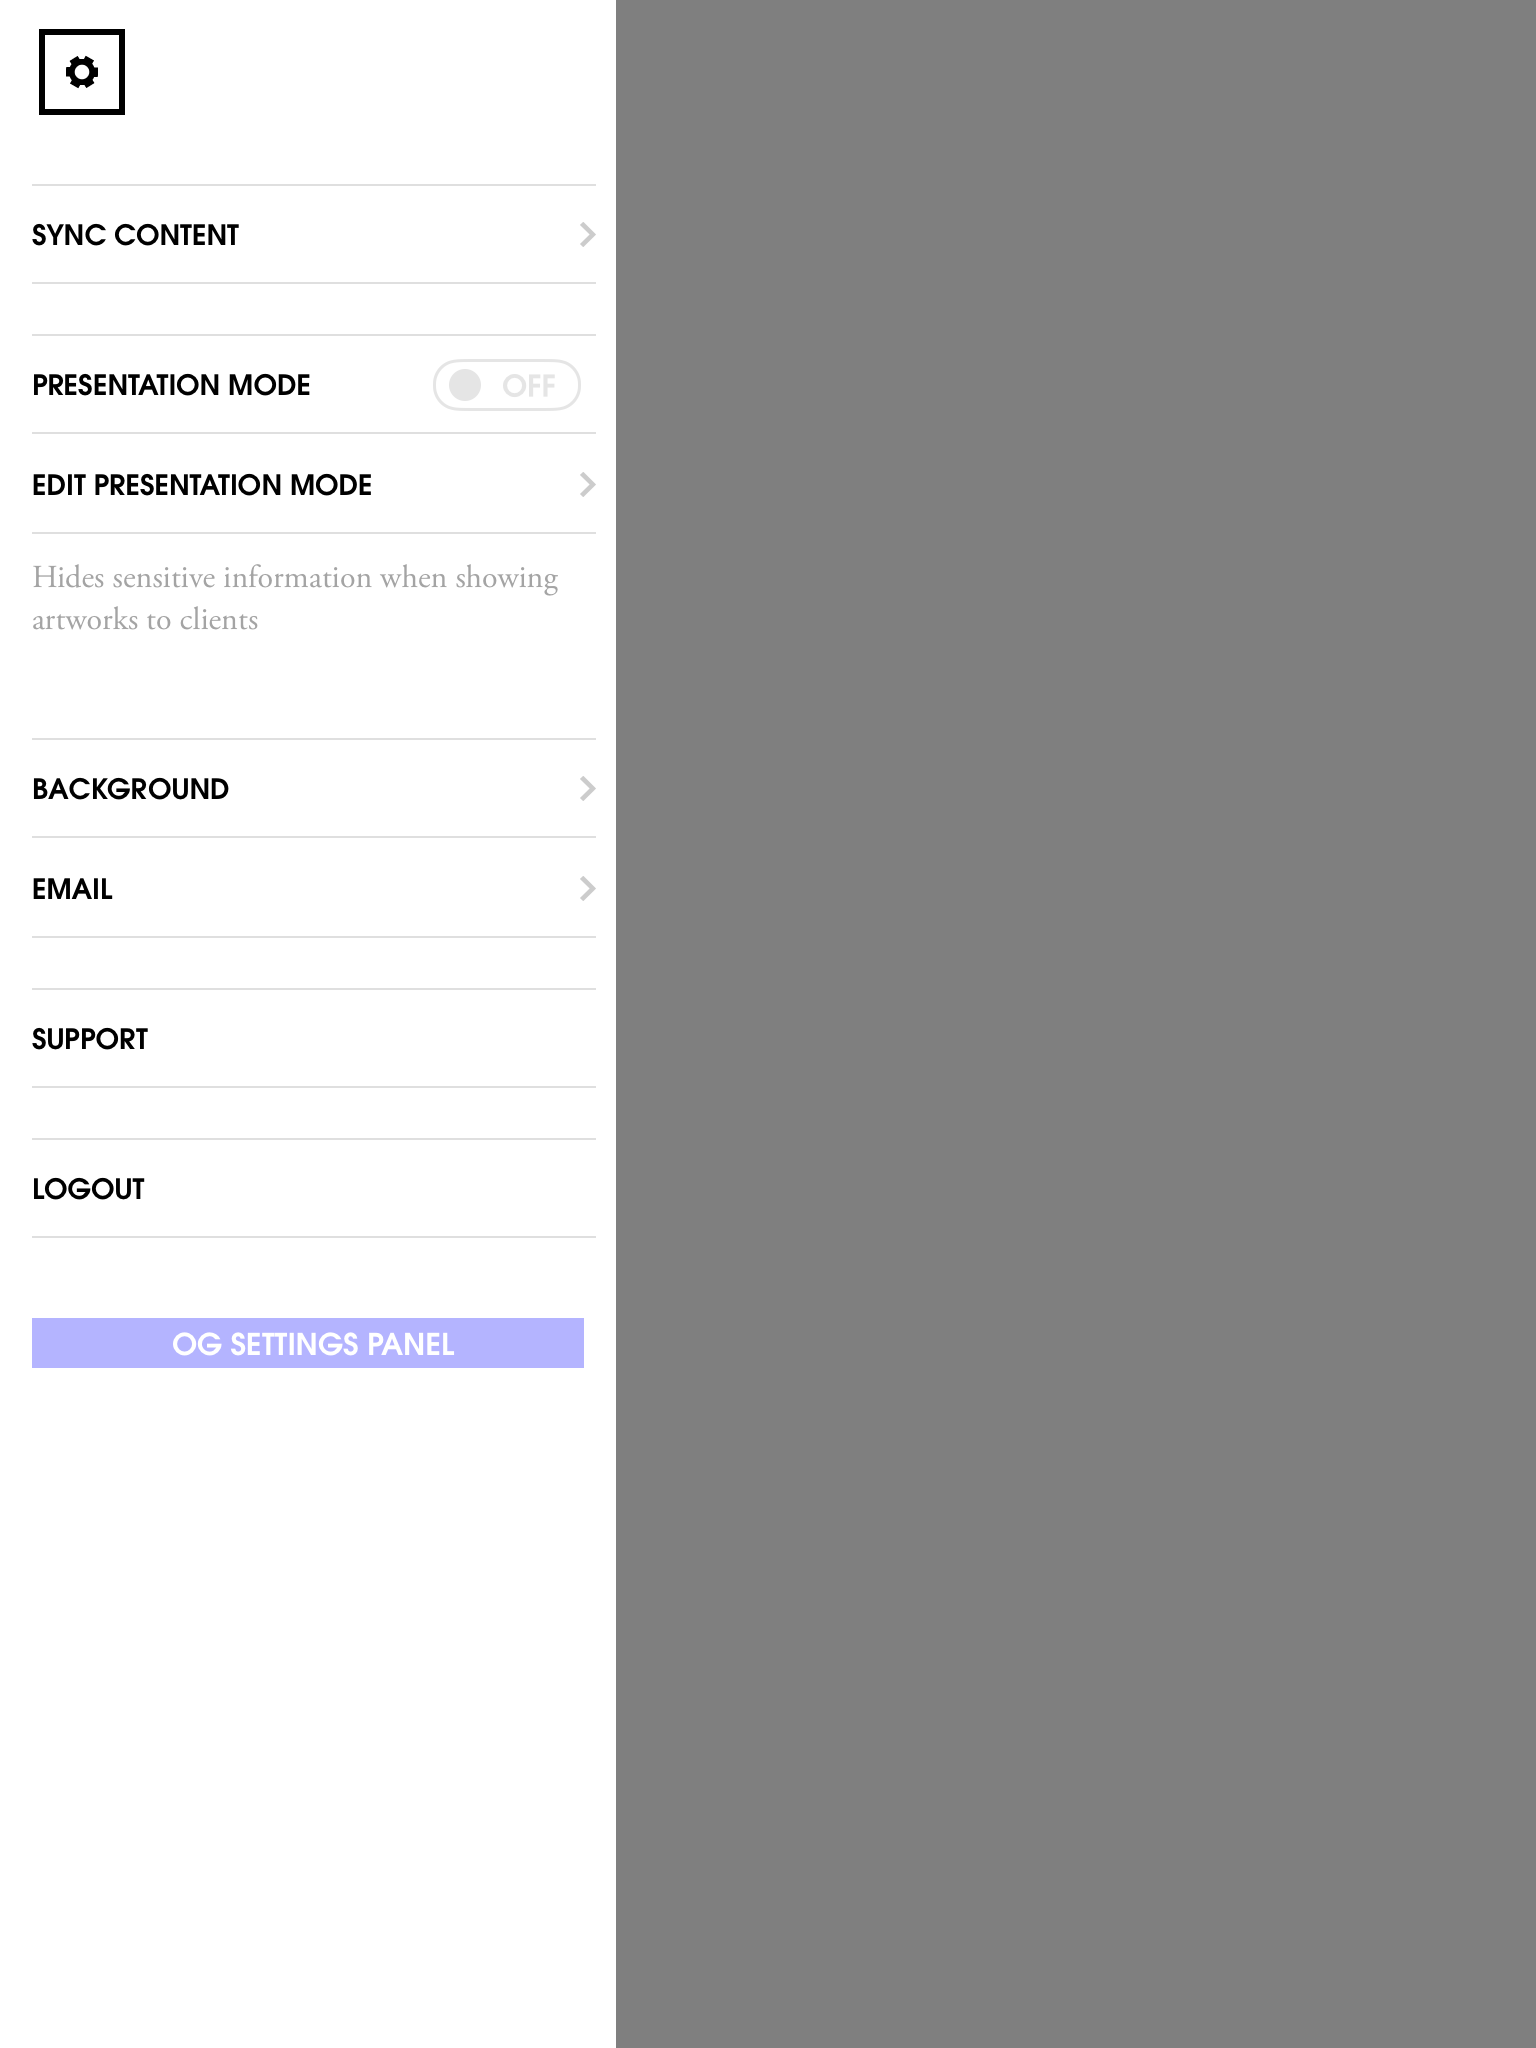 SYNC CONTENT
PRESENTATION MODE OFF
EDIT PRESENTATION MODE
Hides sensitive information when showing
artworks to clients
BACKGROUND
EMAIL
SUPPORT
LOGOUT
OG SETTINGS PANEL